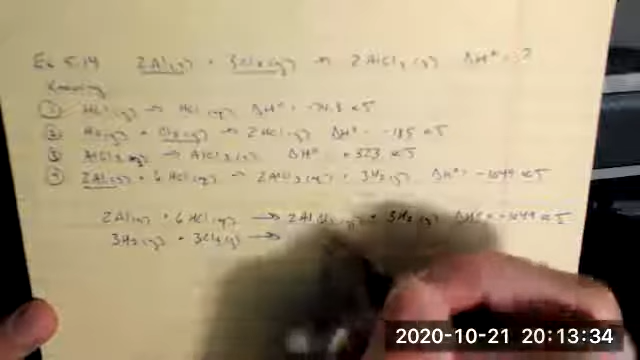 Ex 5.14 2Al(s) + 3Cl₂(g) → 2AlCl₃(s) ΔH° = ?
Knowing
① HCl(g) → HCl(aq) ΔH° = -74.8 kJ
② H₂(g) + Cl₂(g) → 2HCl(g) ΔH° = -185 kJ
③ AlCl₃(s) → AlCl₃(aq) ΔH° = +323 kJ
④ 2Al(s) + 6HCl(aq) → 2AlCl₃(aq) + 3H₂(g) ΔH° = -1049 kJ
2Al(s) + 6HCl(aq) → 2AlCl₃(aq) + 3H₂(g) ΔH° = -1049 kJ
3H₂(g) + 3Cl₂(g) →
2020-10-21 20:13:34